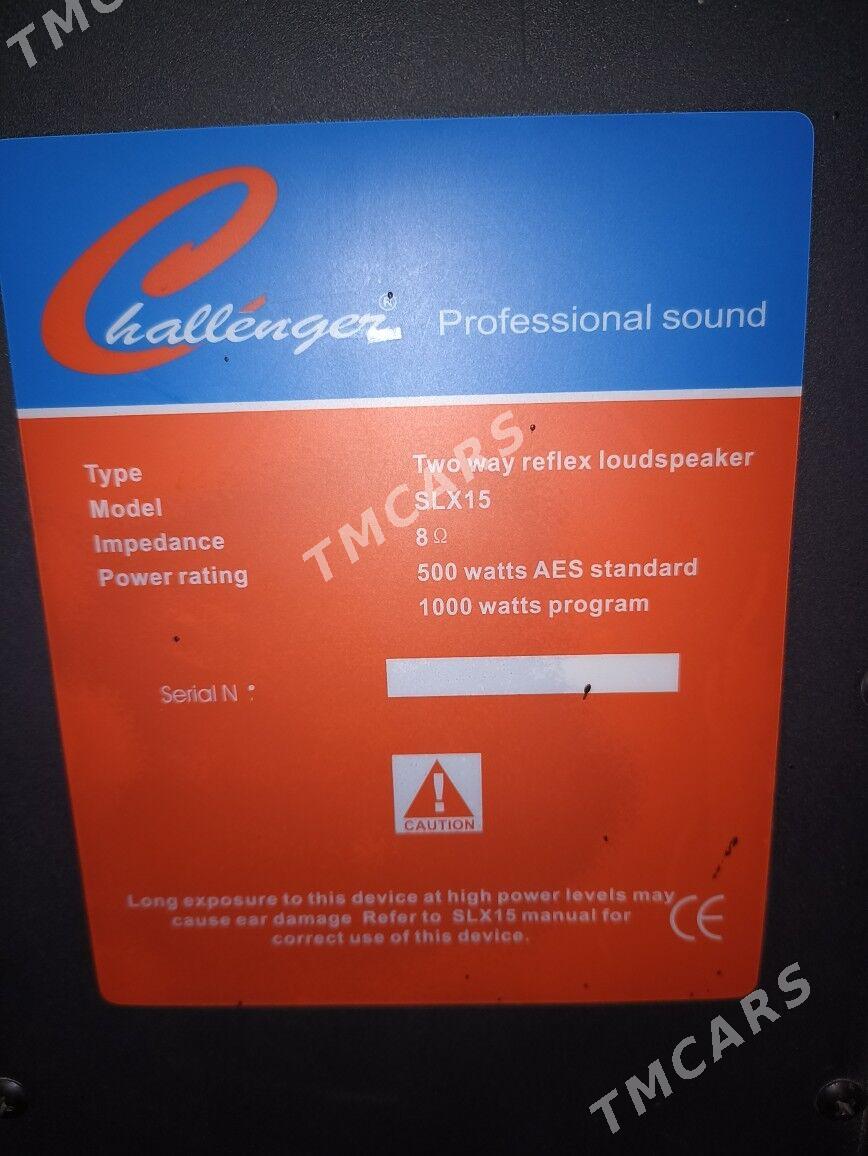 TMCARS
Challenger® Professional sound
Type Two way reflex loudspeaker
Model SLX15
Impedance 8Ω
Power rating 500 watts AES standard
1000 watts program
TMCARS
Serial N :
CAUTION
Long exposure to this device at high power levels may
cause ear damage Refer to SLX15 manual for
correct use of this device.
CE
TMCARS